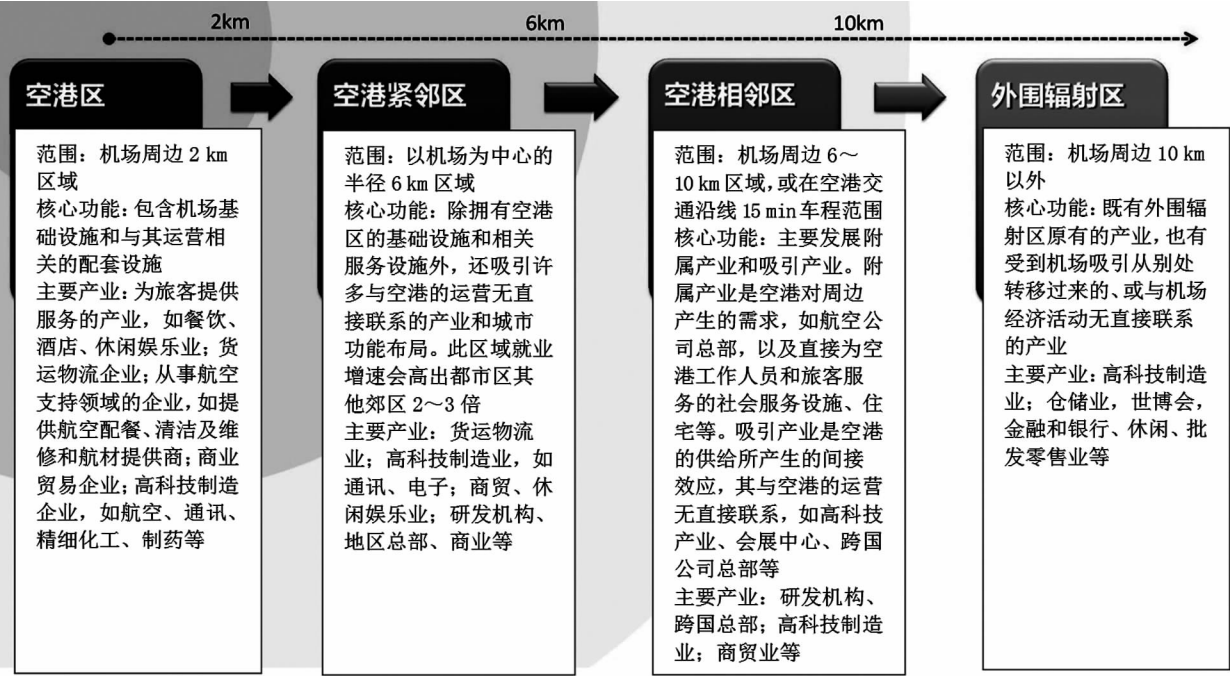 2km
6km
10km
空港区
范围：机场周边 2 km
区域
核心功能：包含机场基
础设施和与其运营相
关的配套设施
主要产业：为旅客提供
服务的产业，如餐饮、
酒店、休闲娱乐业；货
运物流企业；从事航空
支持领域的企业，如提
供航空配餐、清洁及维
修和航材提供商；商业
贸易企业；高科技制造
企业，如航空、通讯、
精细化工、制药等
空港紧邻区
范围：以机场为中心的
半径 6 km 区域
核心功能：除拥有空港
区的基础设施和相关
服务设施外，还吸引许
多与空港的运营无直
接联系的产业和城市
功能布局。此区域就业
增速会高出都市区其
他郊区 2～3 倍
主要产业：货运物流
业；高科技制造业，如
通讯、电子；商贸、休
闲娱乐业；研发机构、
地区总部、商业等
空港相邻区
范围：机场周边 6～
10 km 区域，或在空港交
通沿线 15 min 车程范围
核心功能：主要发展附
属产业和吸引产业。附
属产业是空港对周边
产生的需求，如航空公
司总部，以及直接为空
港工作人员和旅客服
务的社会服务设施、住
宅等。吸引产业是空港
的供给所产生的间接
效应，其与空港的运营
无直接联系，如高科技
产业、会展中心、跨国
公司总部等
主要产业：研发机构、
跨国总部；高科技制造
业；商贸业等
外围辐射区
范围：机场周边 10 km
以外
核心功能：既有外围辐
射区原有的产业，也有
受到机场吸引从别处
转移过来的、或与机场
经济活动无直接联系
的产业
主要产业：高科技制造
业；仓储业，世博会，
金融和银行、休闲、批
发零售业等